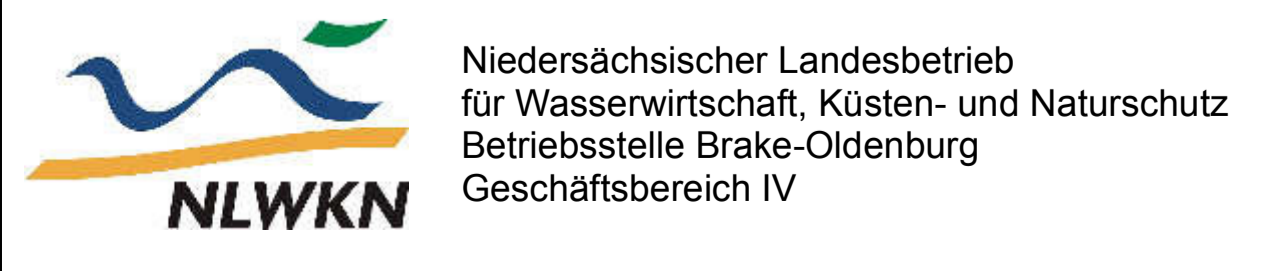 NLWKN
Niedersächsischer Landesbetrieb
für Wasserwirtschaft, Küsten- und Naturschutz
Betriebsstelle Brake-Oldenburg
Geschäftsbereich IV